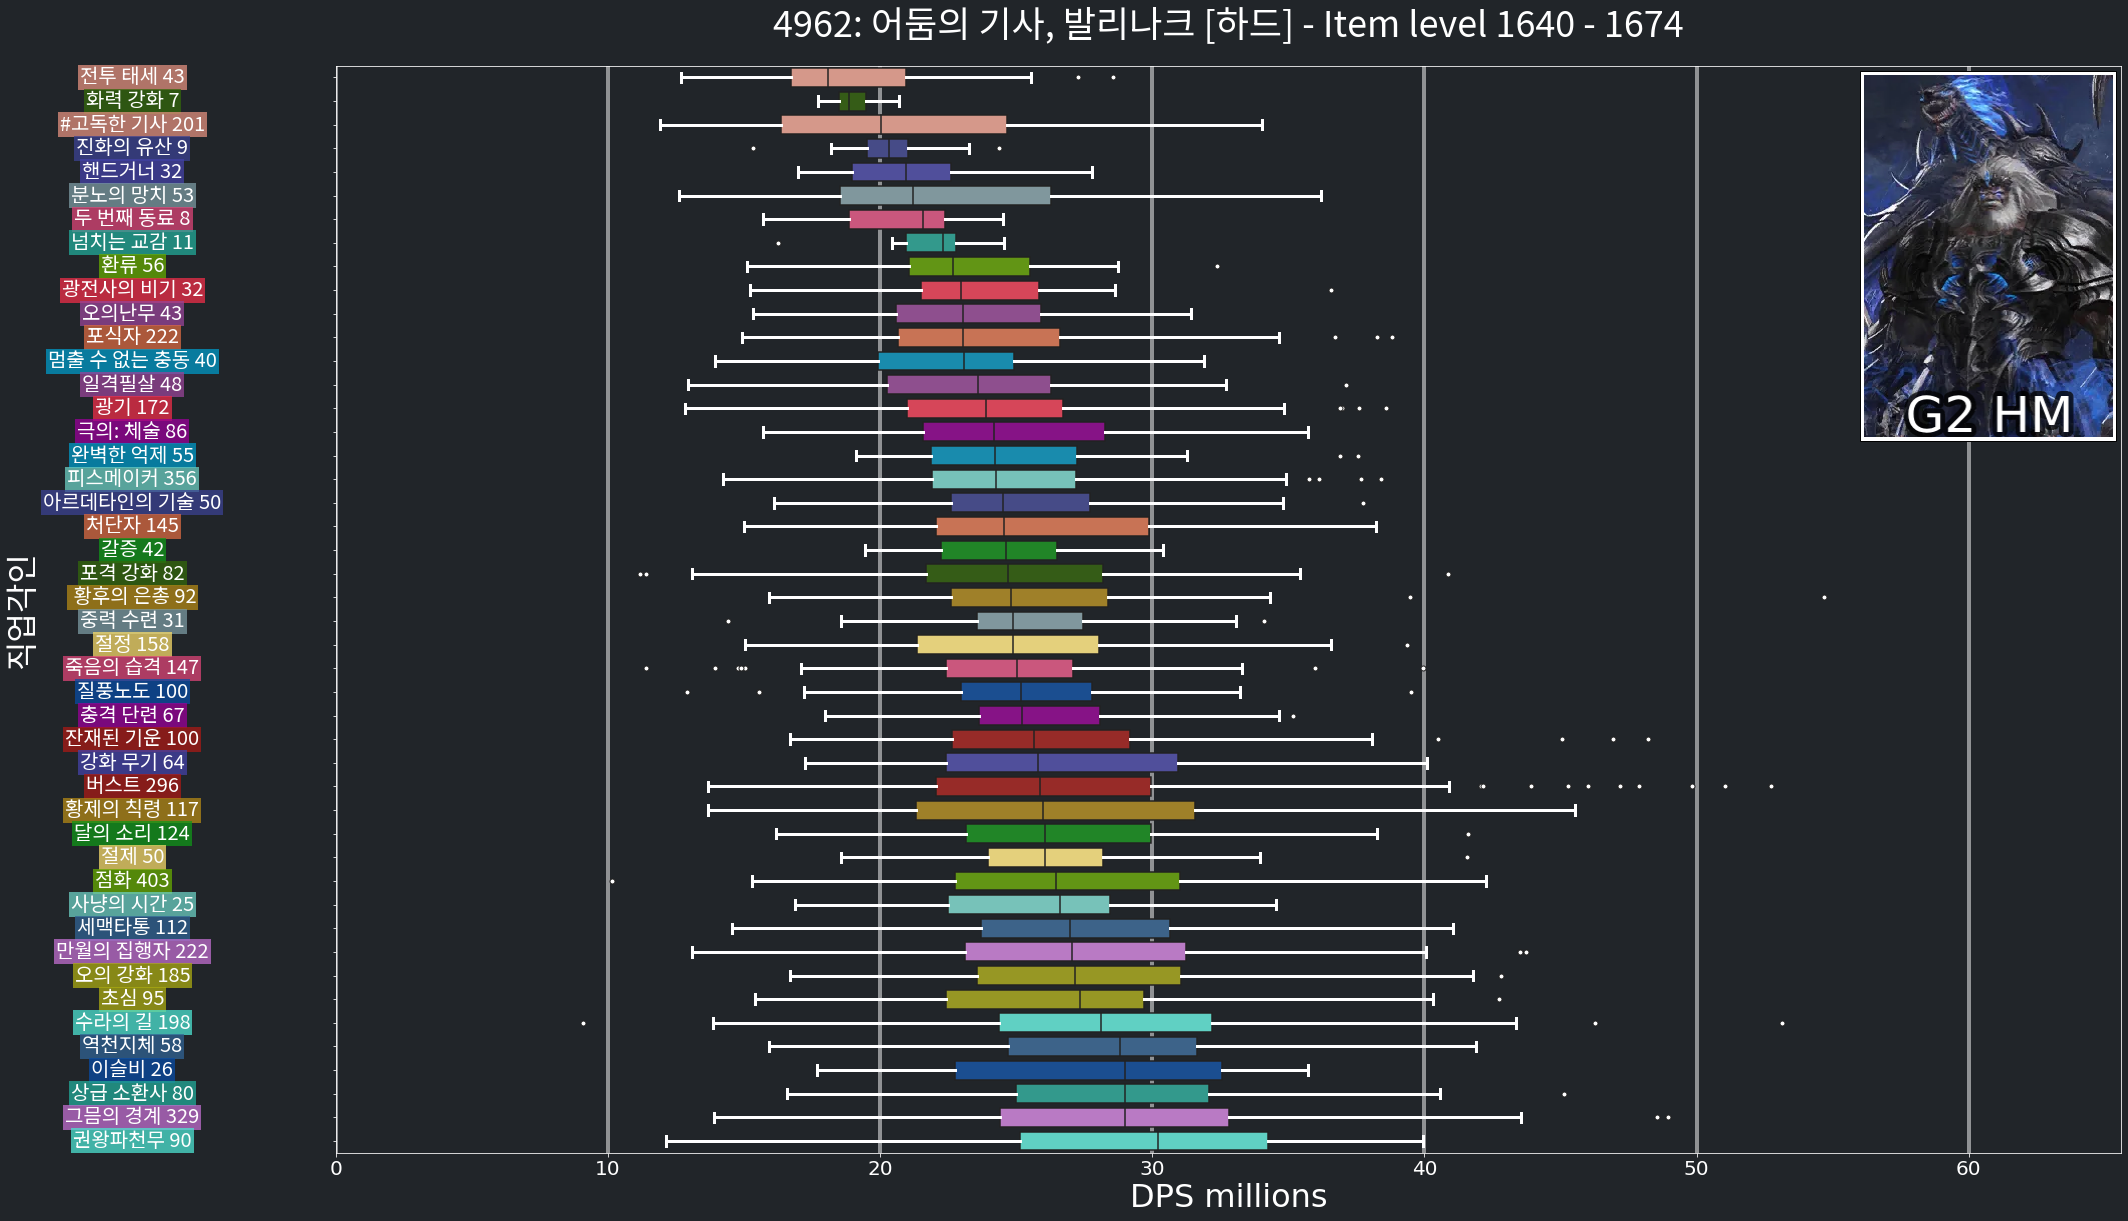 4962: 어둠의 기사, 발리나크 [하드] - Item level 1640 - 1674
전투 태세 43
화력 강화 7
#고독한 기사 201
진화의 유산 9
핸드거너 32
분노의 망치 53
두 번째 동료 8
넘치는 교감 11
환류 56
광전사의 비기 32
오의난무 43
포식자 222
멈출 수 없는 충동 40
일격필살 48
광기 172
극의: 체술 86
완벽한 억제 55
피스메이커 356
아르데타인의 기술 50
처단자 145
갈증 42
포격 강화 82
황후의 은총 92
중력 수련 31
절정 158
죽음의 습격 147
질풍노도 100
충격 단련 67
잔재된 기운 100
강화 무기 64
버스트 296
황제의 칙령 117
달의 소리 124
절제 50
점화 403
사냥의 시간 25
세맥타통 112
만월의 집행자 222
오의 강화 185
초심 95
수라의 길 198
역천지체 58
이슬비 26
상급 소환사 80
그믐의 경계 329
권왕파천무 90
직업각인
G2 HM
0 10 20 30 40 50 60
DPS millions